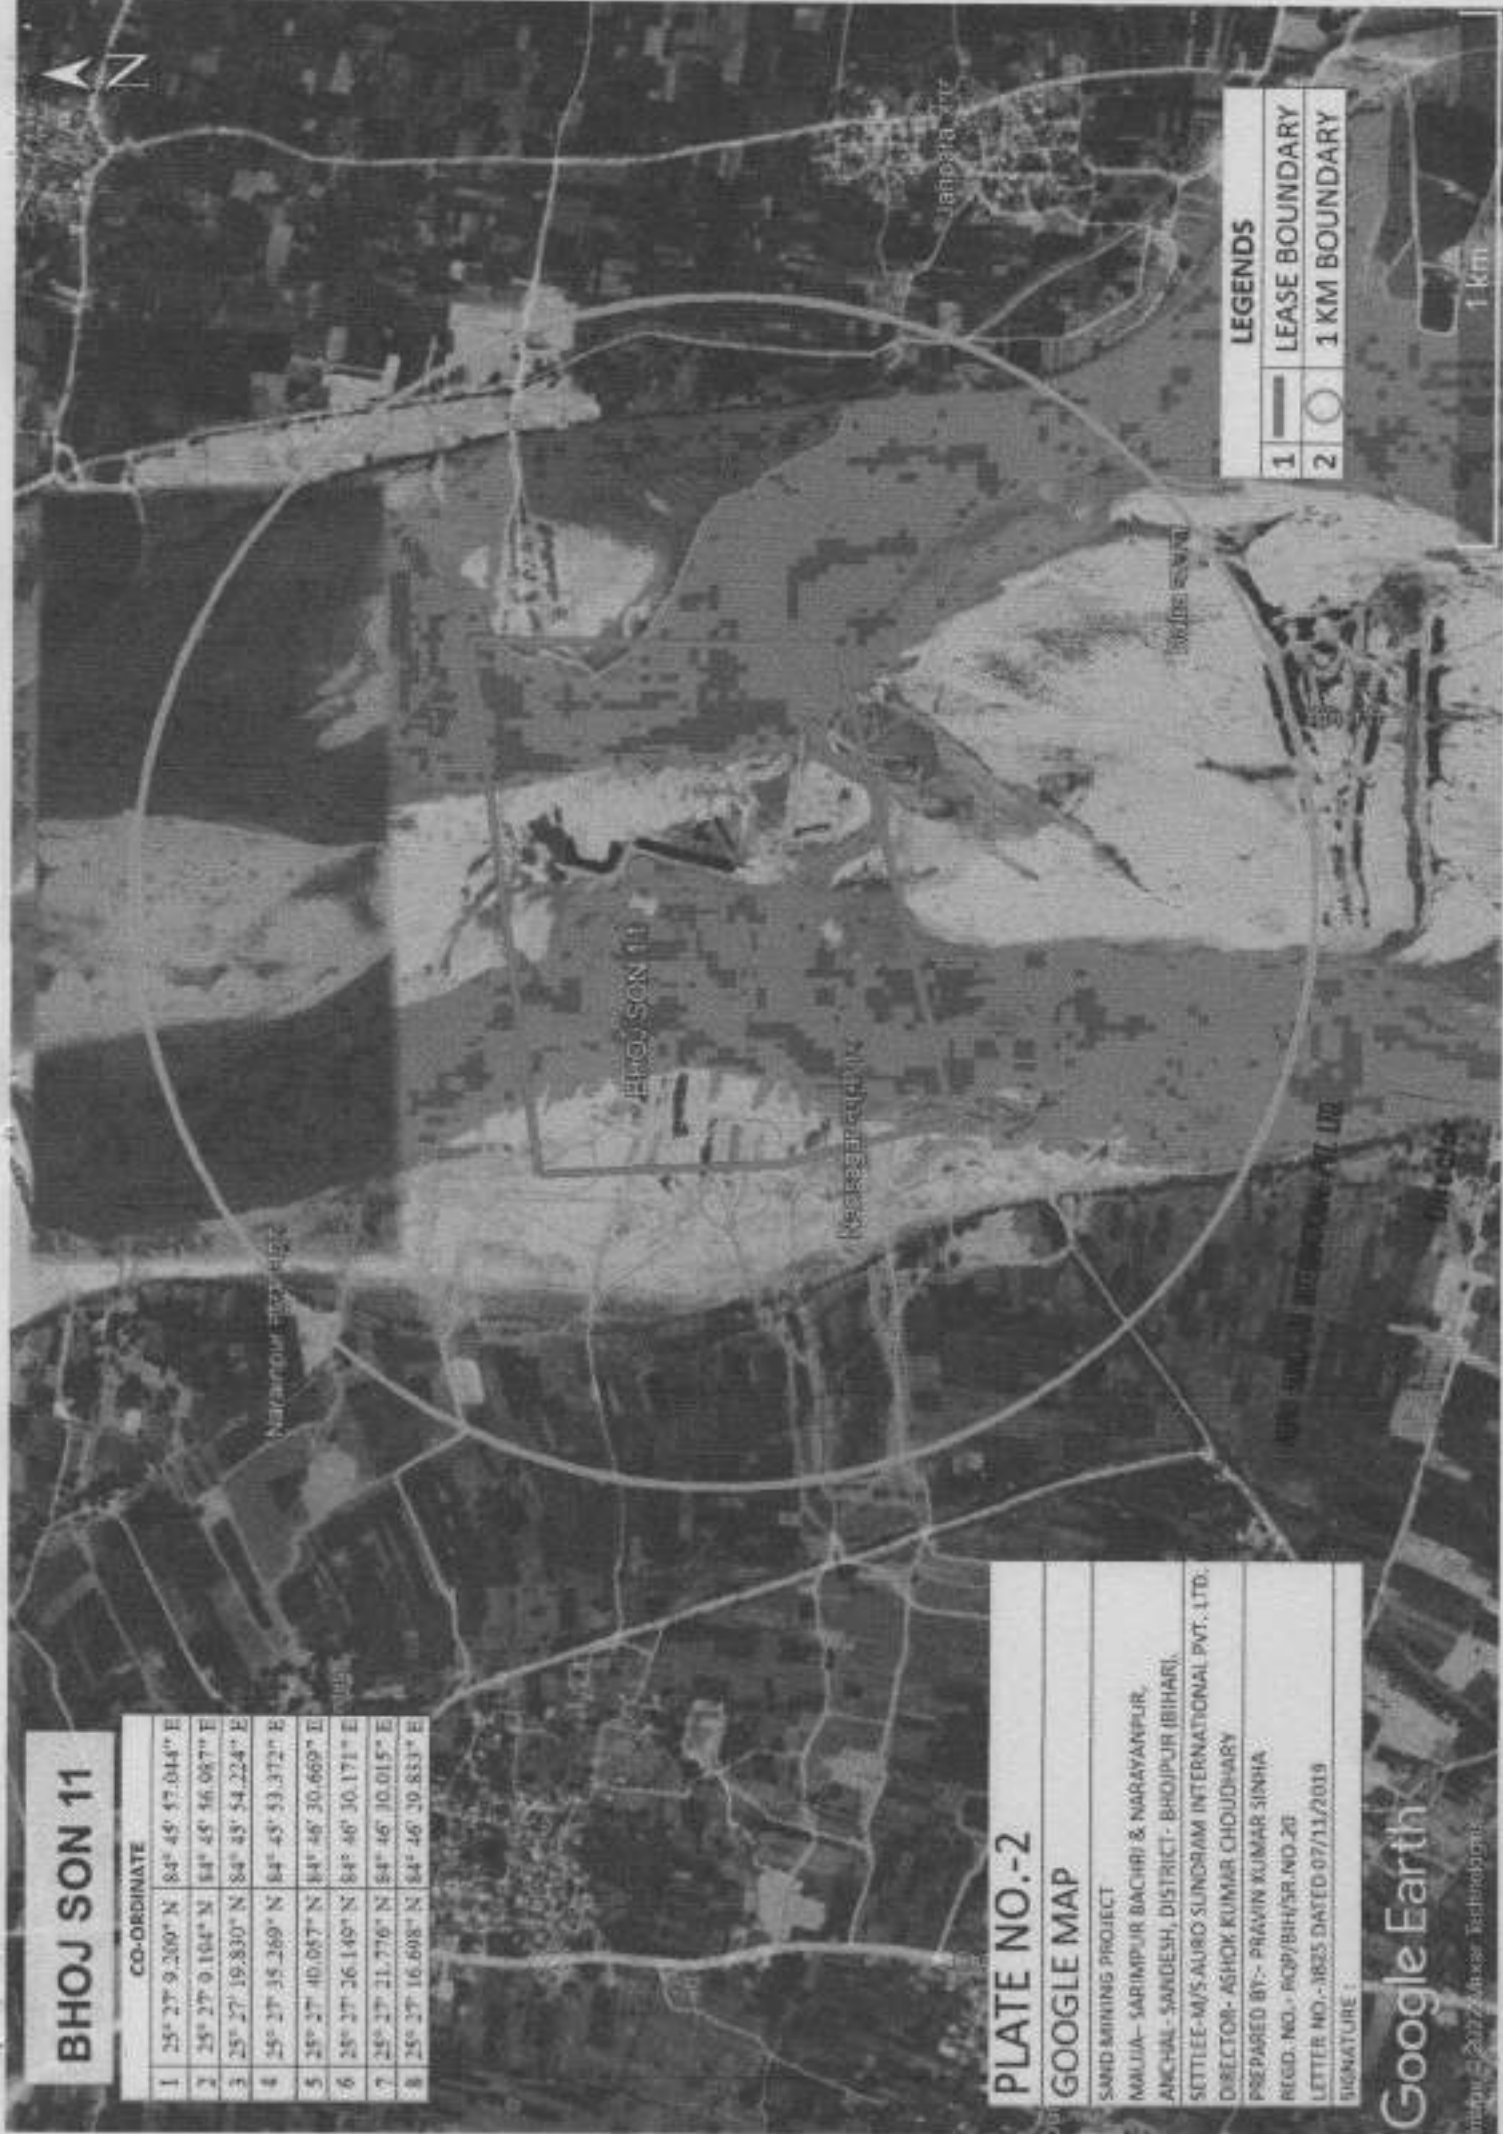 BHOJ SON 11
CO-ORDINATE
1 25° 27' 9.209" N 84° 45' 57.044" E
2 25° 27' 9.104" N 84° 45' 56.087" E
3 25° 27' 19.830" N 84° 45' 54.224" E
4 25° 27' 35.269" N 84° 45' 53.372" E
5 25° 27' 40.087" N 84° 46' 30.669" E
6 25° 27' 26.149" N 84° 46' 30.171" E
7 25° 27' 21.776" N 84° 46' 30.015" E
8 25° 27' 16.698" N 84° 46' 29.833" E
N
Naranpur
BHOJ SON 11
LEGENDS
1 LEASE BOUNDARY
2 1 KM BOUNDARY
1 km
PLATE NO.-2
GOOGLE MAP
SAND MINING PROJECT
MAUJA- SARIMPUR BACHRI & NARAYANPUR,
ANCHAL- SANDESH, DISTRICT- BHOJPUR (BIHAR).
SETTLEE-M/S AURO SUNDRAM INTERNATIONAL PVT. LTD.
DIRECTOR- ASHOK KUMAR CHOUDHARY
PREPARED BY:- PRAVIN KUMAR SINHA
REGD. NO.- RQP/BIH/SR.NO.20
LETTER NO.-3825 DATED 07/11/2019
SIGNATURE :
Google Earth
Technologies